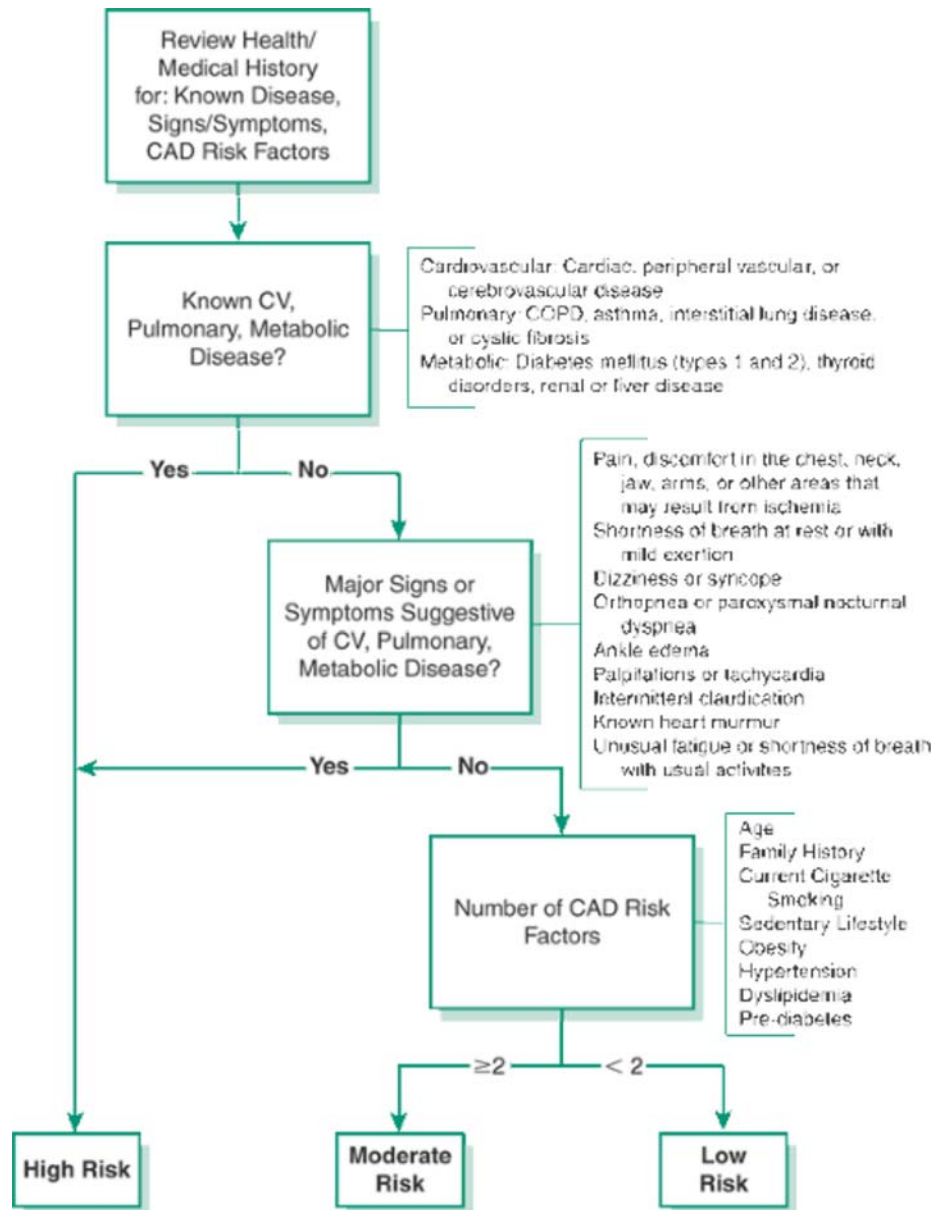 Review Health/
Medical History
for: Known Disease,
Signs/Symptoms,
CAD Risk Factors
Known CV,
Pulmonary, Metabolic
Disease?
Cardiovascular: Cardiac, peripheral vascular, or
cerebrovascular disease
Pulmonary: COPD, asthma, interstitial lung disease,
or cystic fibrosis
Metabolic: Diabetes mellitus (types 1 and 2), thyroid
disorders, renal or liver disease
Yes
No
Major Signs or
Symptoms Suggestive
of CV, Pulmonary,
Metabolic Disease?
Pain, discomfort in the chest, neck,
jaw, arms, or other areas that
may result from ischemia
Shortness of breath at rest or with
mild exertion
Dizziness or syncope
Orthopnea or paroxysmal nocturnal
dyspnea
Ankle edema
Palpitations or tachycardia
Intermittent claudication
Known heart murmur
Unusual fatigue or shortness of breath
with usual activities
Yes
No
Number of CAD Risk
Factors
Age
Family History
Current Cigarette
Smoking
Sedentary Lifestyle
Obesity
Hypertension
Dyslipidemia
Pre-diabetes
≥2
< 2
High Risk
Moderate
Risk
Low
Risk